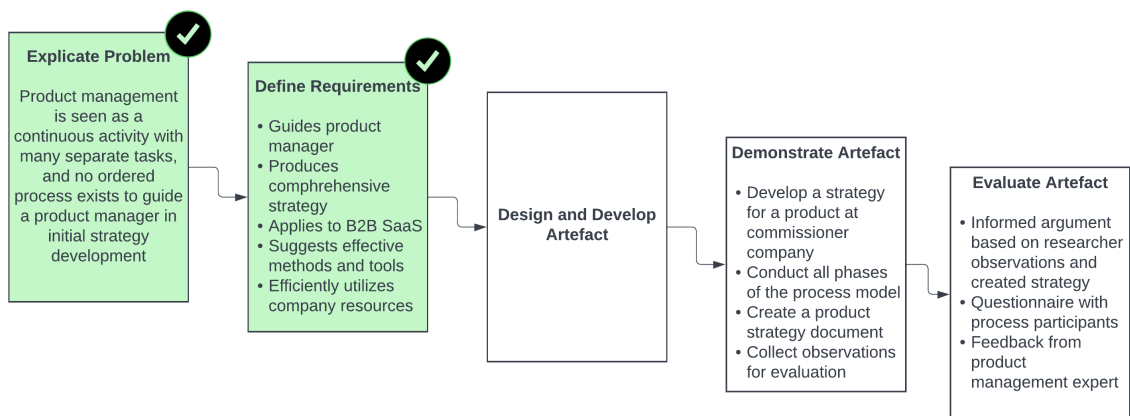 Explicate Problem
Product management
is seen as a
continuous activity with
many separate tasks,
and no ordered
process exists to guide
a product manager in
initial strategy
development
Define Requirements
• Guides product
manager
• Produces
comphrehensive
strategy
• Applies to B2B SaaS
• Suggests effective
methods and tools
• Efficiently utilizes
company resources
Design and Develop
Artefact
Demonstrate Artefact
• Develop a strategy
for a product at
commissioner
company
• Conduct all phases
of the process model
• Create a product
strategy document
• Collect observations
for evaluation
Evaluate Artefact
• Informed argument
based on researcher
observations and
created strategy
• Questionnaire with
process participants
• Feedback from
product
management expert